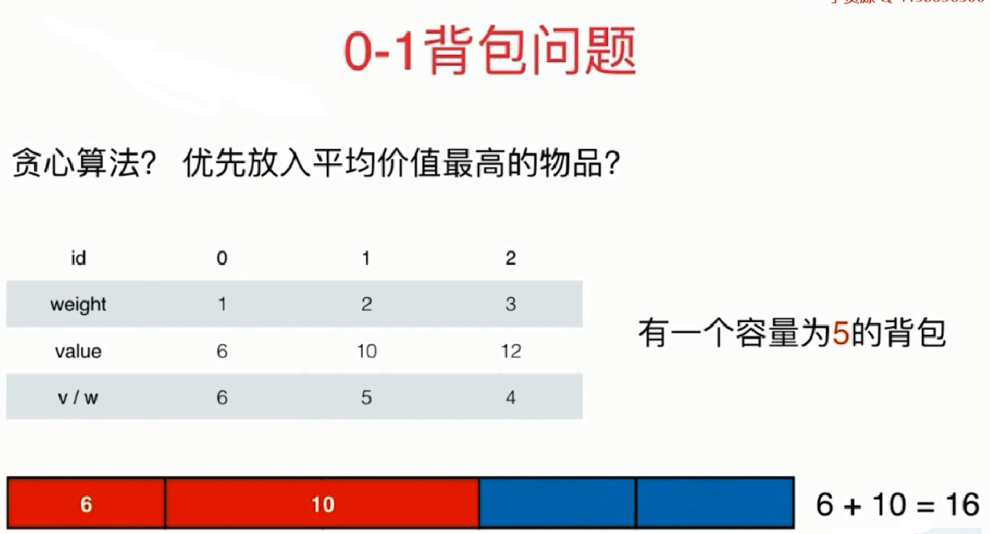 0-1背包问题
贪心算法? 优先放入平均价值最高的物品?
id 0 1 2
weight 1 2 3
value 6 10 12
v / w 6 5 4
有一个容量为5的背包
6 10 6 + 10 = 16